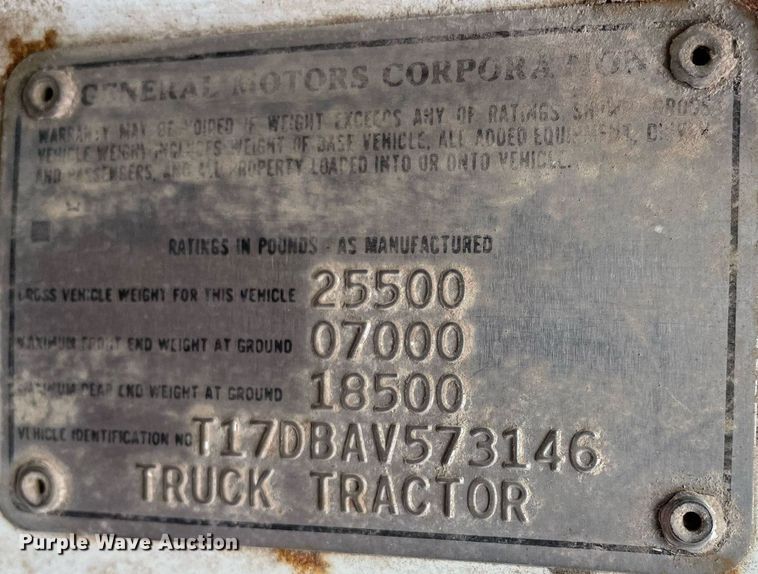 GENERAL MOTORS CORPORATION
WARRANTY MAY BE VOIDED IF WEIGHT EXCEEDS ANY OF RATINGS SHOWN. GROSS
VEHICLE WEIGHT INCLUDES WEIGHT OF BASE VEHICLE, ALL ADDED EQUIPMENT, DRIVER
AND PASSENGERS, AND ALL PROPERTY LOADED INTO OR ONTO VEHICLE.
RATINGS IN POUNDS - AS MANUFACTURED
GROSS VEHICLE WEIGHT FOR THIS VEHICLE 25500
MAXIMUM FRONT END WEIGHT AT GROUND 07000
MAXIMUM REAR END WEIGHT AT GROUND 18500
VEHICLE IDENTIFICATION NO T17DBAV573146
TRUCK TRACTOR
Purple Wave Auction